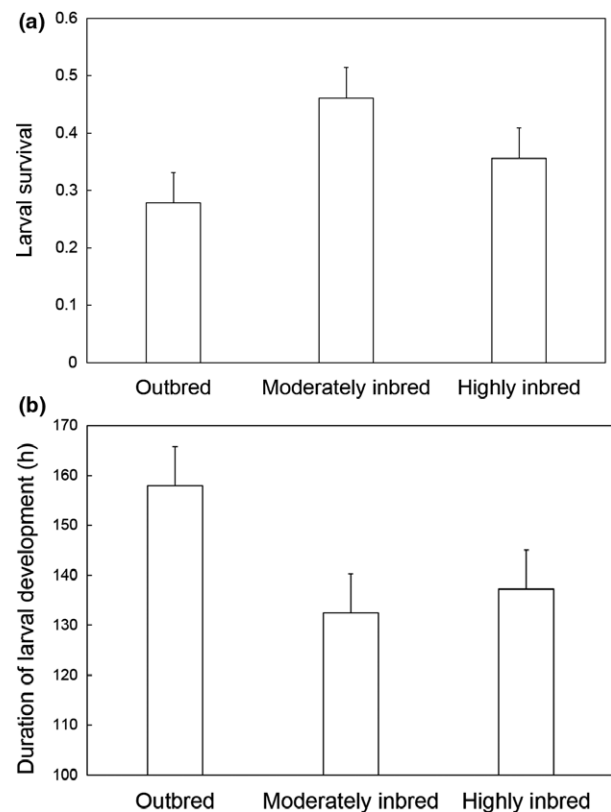 (a)
Larval survival
0.6
0.5
0.4
0.3
0.2
0.1
0
Outbred Moderately inbred Highly inbred
(b)
Duration of larval development (h)
170
160
150
140
130
120
110
100
Outbred Moderately inbred Highly inbred